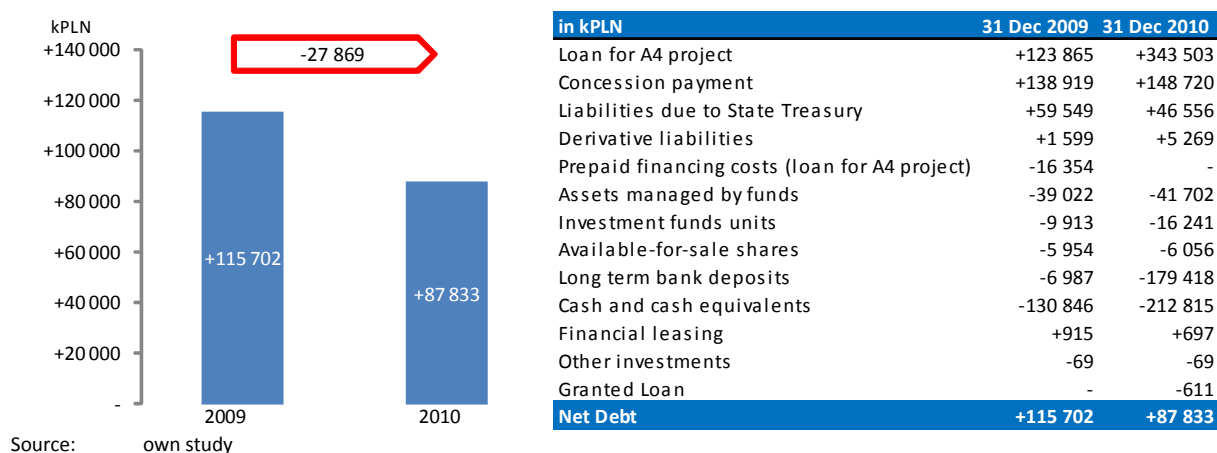 kPLN
+140 000
+120 000
+100 000
+80 000
+60 000
+40 000
+20 000
-
-27 869
+115 702
+87 833
2009 2010
Source: own study
in kPLN 31 Dec 2009 31 Dec 2010
Loan for A4 project +123 865 +343 503
Concession payment +138 919 +148 720
Liabilities due to State Treasury +59 549 +46 556
Derivative liabilities +1 599 +5 269
Prepaid financing costs (loan for A4 project) -16 354 -
Assets managed by funds -39 022 -41 702
Investment funds units -9 913 -16 241
Available-for-sale shares -5 954 -6 056
Long term bank deposits -6 987 -179 418
Cash and cash equivalents -130 846 -212 815
Financial leasing +915 +697
Other investments -69 -69
Granted Loan - -611
Net Debt +115 702 +87 833